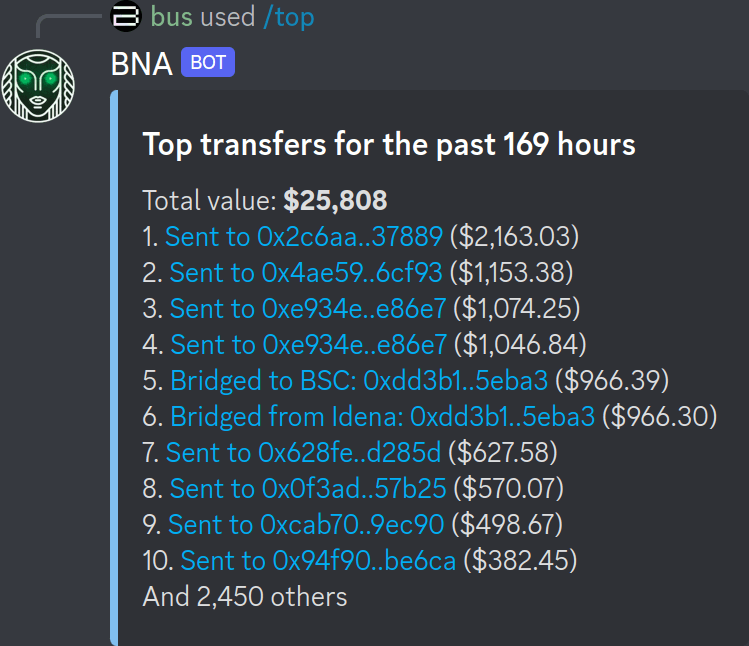 bus used /top
BNA BOT
Top transfers for the past 169 hours
Total value: $25,808
1. Sent to 0x2c6aa..37889 ($2,163.03)
2. Sent to 0x4ae59..6cf93 ($1,153.38)
3. Sent to 0xe934e..e86e7 ($1,074.25)
4. Sent to 0xe934e..e86e7 ($1,046.84)
5. Bridged to BSC: 0xdd3b1..5eba3 ($966.39)
6. Bridged from Idena: 0xdd3b1..5eba3 ($966.30)
7. Sent to 0x628fe..d285d ($627.58)
8. Sent to 0x0f3ad..57b25 ($570.07)
9. Sent to 0xcab70..9ec90 ($498.67)
10. Sent to 0x94f90..be6ca ($382.45)
And 2,450 others